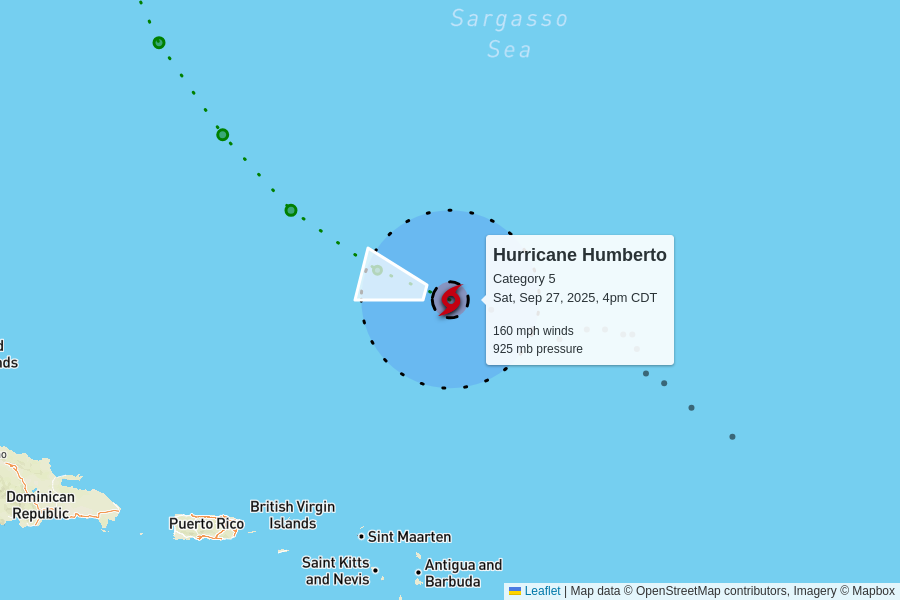 Sargasso
Sea
Hurricane Humberto
Category 5
Sat, Sep 27, 2025, 4pm CDT
160 mph winds
925 mb pressure
Dominican
Republic
Puerto Rico
British Virgin
Islands
Sint Maarten
Saint Kitts
and Nevis
Antigua and
Barbuda
Leaflet | Map data © OpenStreetMap contributors, Imagery © Mapbox